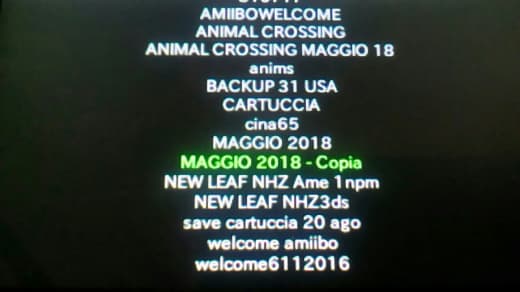 AMIIBOWELCOME
ANIMAL CROSSING
ANIMAL CROSSING MAGGIO 18
anims
BACKUP 31 USA
CARTUCCIA
cina65
MAGGIO 2018
MAGGIO 2018 - Copia
NEW LEAF NHZ Ame 1npm
NEW LEAF NHZ3ds
save cartuccia 20 ago
welcome amiibo
welcome6112016